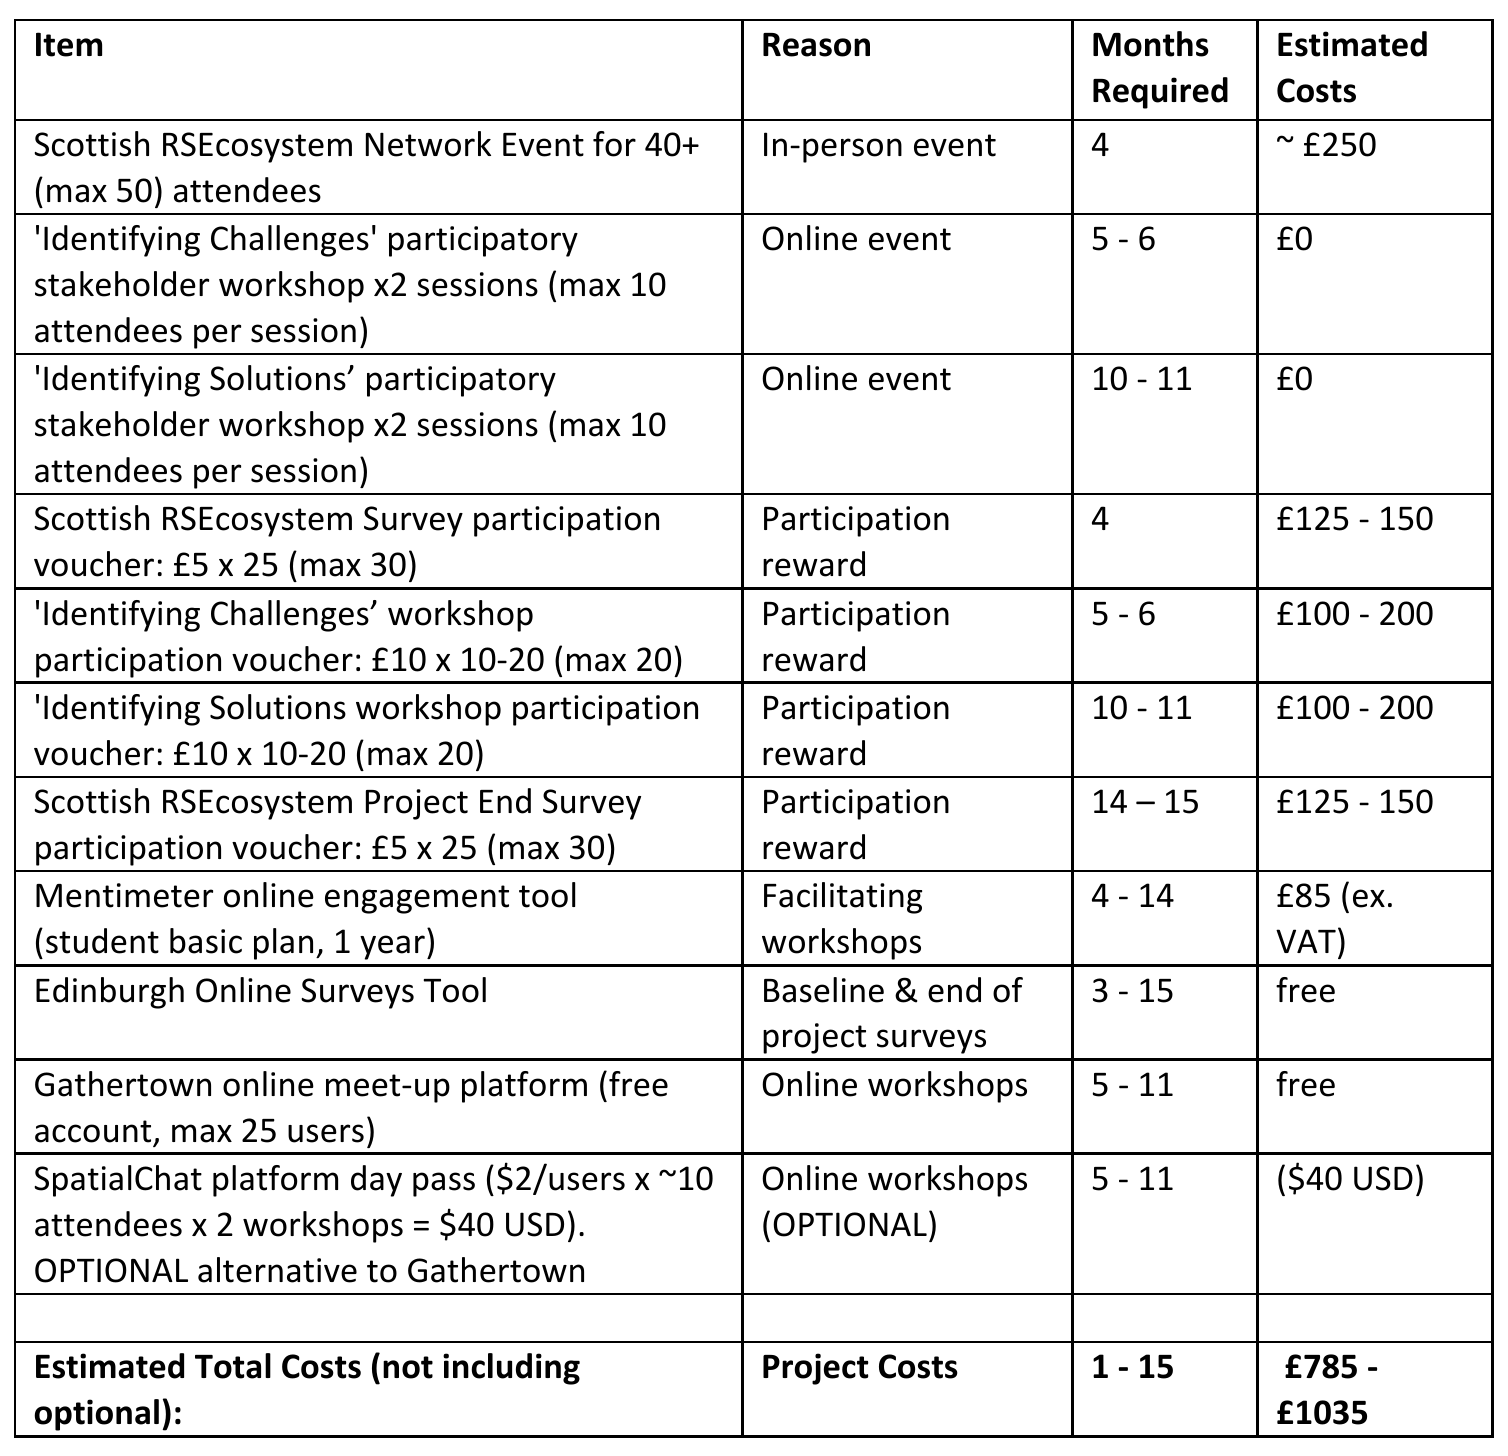 Item
Reason
Months
Required
Estimated
Costs
Scottish RSEcosystem Network Event for 40+
(max 50) attendees
In-person event
4
~ £250
'Identifying Challenges' participatory
stakeholder workshop x2 sessions (max 10
attendees per session)
Online event
5 - 6
£0
'Identifying Solutions’ participatory
stakeholder workshop x2 sessions (max 10
attendees per session)
Online event
10 - 11
£0
Scottish RSEcosystem Survey participation
voucher: £5 x 25 (max 30)
Participation
reward
4
£125 - 150
'Identifying Challenges’ workshop
participation voucher: £10 x 10-20 (max 20)
Participation
reward
5 - 6
£100 - 200
'Identifying Solutions workshop participation
voucher: £10 x 10-20 (max 20)
Participation
reward
10 - 11
£100 - 200
Scottish RSEcosystem Project End Survey
participation voucher: £5 x 25 (max 30)
Participation
reward
14 – 15
£125 - 150
Mentimeter online engagement tool
(student basic plan, 1 year)
Facilitating
workshops
4 - 14
£85 (ex.
VAT)
Edinburgh Online Surveys Tool
Baseline & end of
project surveys
3 - 15
free
Gathertown online meet-up platform (free
account, max 25 users)
Online workshops
5 - 11
free
SpatialChat platform day pass ($2/users x ~10
attendees x 2 workshops = $40 USD).
OPTIONAL alternative to Gathertown
Online workshops
(OPTIONAL)
5 - 11
($40 USD)
Estimated Total Costs (not including
optional):
Project Costs
1 - 15
£785 -
£1035